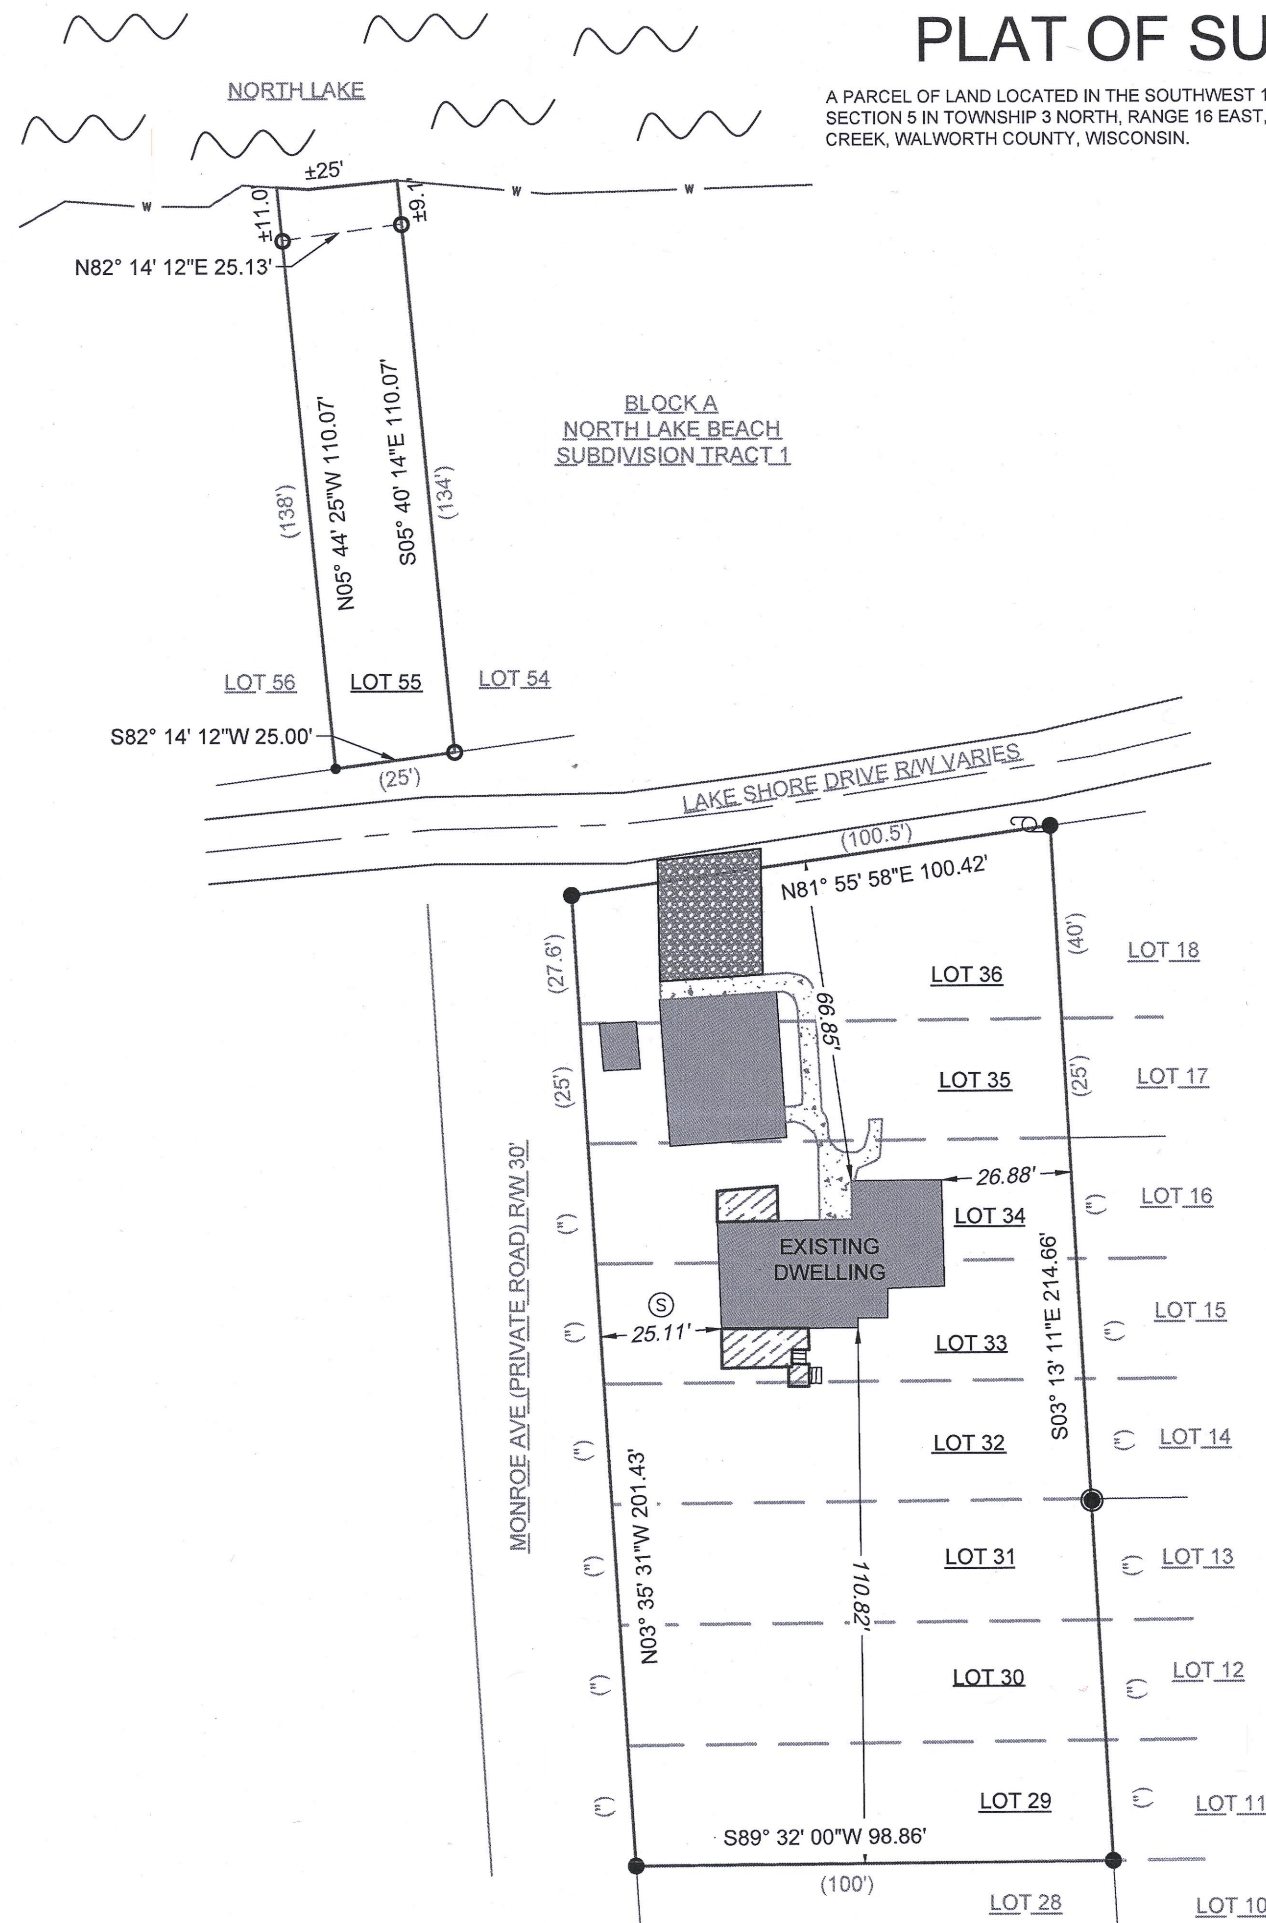 PLAT OF SU
A PARCEL OF LAND LOCATED IN THE SOUTHWEST 1
SECTION 5 IN TOWNSHIP 3 NORTH, RANGE 16 EAST,
CREEK, WALWORTH COUNTY, WISCONSIN.
NORTH LAKE
±25'
W
W
W
±11.0'
±9.1'
N82° 14' 12"E 25.13'
BLOCK A
NORTH LAKE BEACH
SUBDIVISION TRACT 1
N05° 44' 25"W 110.07'
S05° 40' 14"E 110.07'
(138')
(134')
LOT 56
LOT 55
LOT 54
S82° 14' 12"W 25.00'
(25')
LAKE SHORE DRIVE R/W VARIES
(100.5')
N81° 55' 58"E 100.42'
(27.6')
(40')
LOT 18
LOT 36
66.85'
(25')
LOT 35
(25')
LOT 17
MONROE AVE (PRIVATE ROAD) R/W 30'
26.88'
LOT 16
(")
LOT 34
(")
EXISTING
DWELLING
S03° 13' 11"E 214.66'
S
25.11'
(")
LOT 33
(")
LOT 15
(")
LOT 32
(")
LOT 14
N03° 35' 31"W 201.43'
110.82'
(")
LOT 31
(")
LOT 13
(")
LOT 30
(")
LOT 12
(")
LOT 29
(")
LOT 11
S89° 32' 00"W 98.86'
(100')
LOT 28
LOT 10